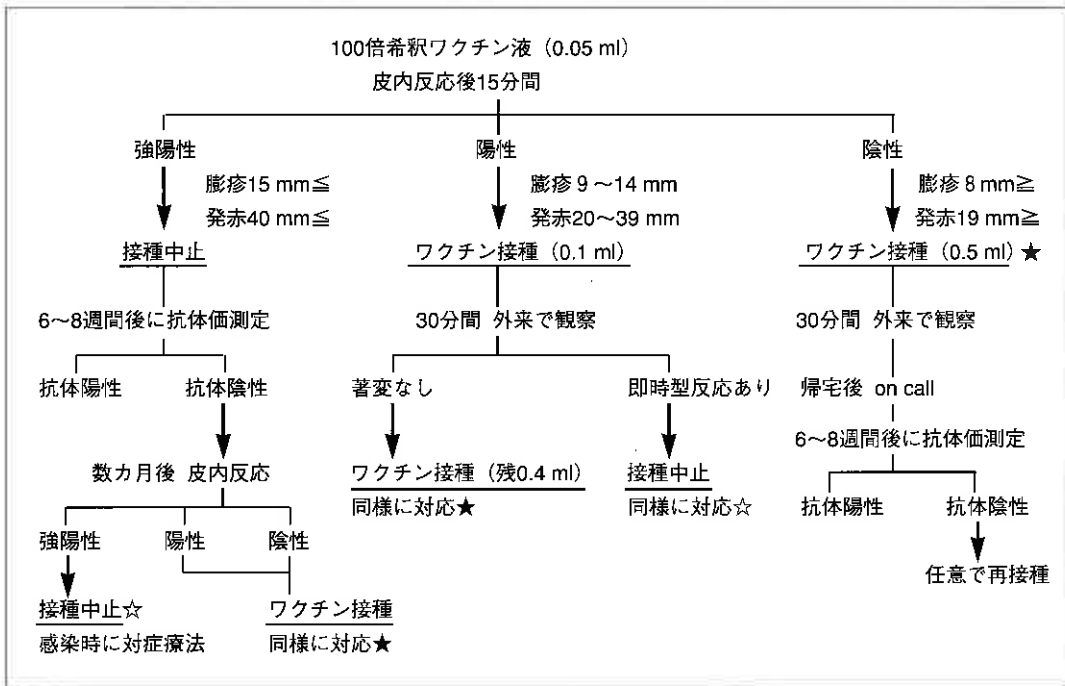 100倍希釈ワクチン液（0.05 ml）
皮内反応後15分間
強陽性
陽性
陰性
膨疹15 mm≦
発赤40 mm≦
膨疹 9 〜14 mm
発赤20〜39 mm
膨疹 8 mm≧
発赤19 mm≧
接種中止
ワクチン接種（0.1 ml）
ワクチン接種（0.5 ml）★
6〜8週間後に抗体価測定
30分間 外来で観察
30分間 外来で観察
抗体陽性
抗体陰性
著変なし
即時型反応あり
帰宅後 on call
6〜8週間後に抗体価測定
数カ月後 皮内反応
ワクチン接種（残0.4 ml）
同様に対応★
接種中止
同様に対応☆
抗体陽性
抗体陰性
強陽性
陽性
陰性
任意で再接種
接種中止☆
感染時に対症療法
ワクチン接種
同様に対応★